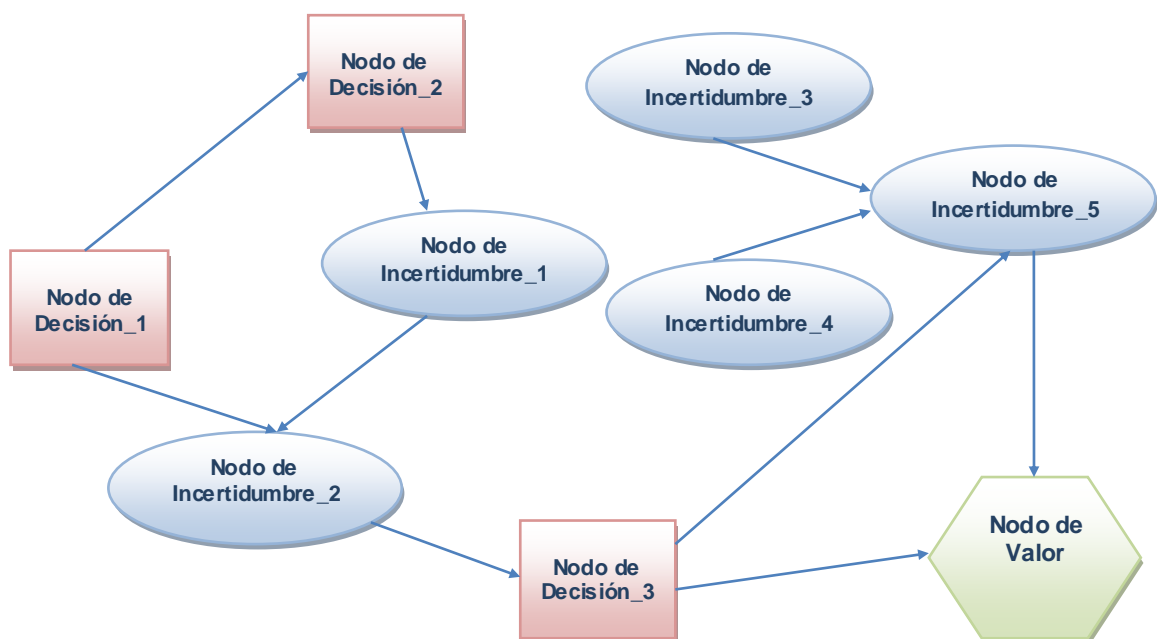 Nodo de
Decisión_2
Nodo de
Incertidumbre_3
Nodo de
Incertidumbre_5
Nodo de
Incertidumbre_1
Nodo de
Decisión_1
Nodo de
Incertidumbre_4
Nodo de
Incertidumbre_2
Nodo de
Valor
Nodo de
Decisión_3